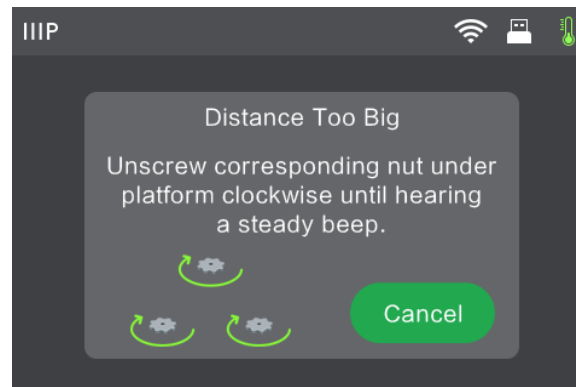 IIIP
Distance Too Big
Unscrew corresponding nut under
platform clockwise until hearing
a steady beep.
Cancel